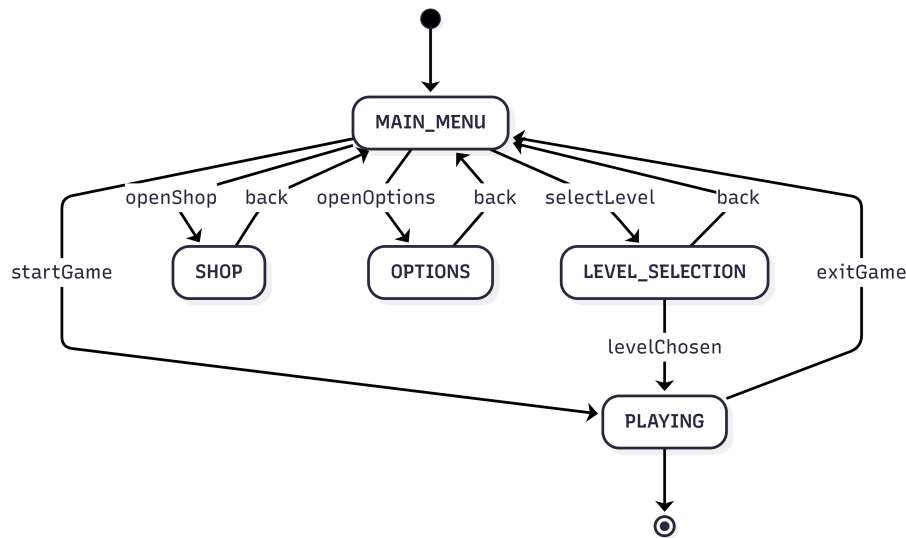 MAIN_MENU
openShop
back
openOptions
back
selectLevel
back
startGame
SHOP
OPTIONS
LEVEL_SELECTION
exitGame
levelChosen
PLAYING